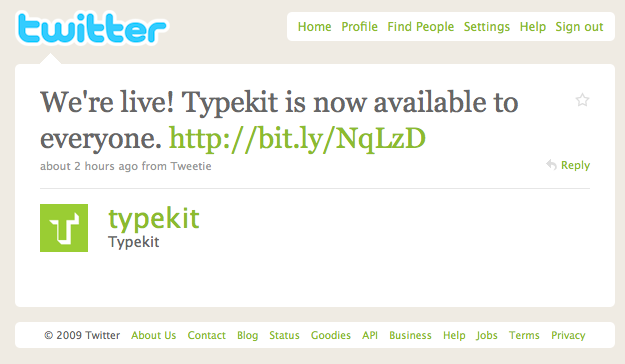 twitter
Home Profile Find People Settings Help Sign out
We're live! Typekit is now available to
everyone. http://bit.ly/NqLzD
about 2 hours ago from Tweetie
Reply
typekit
Typekit
© 2009 Twitter About Us Contact Blog Status Goodies API Business Help Jobs Terms Privacy